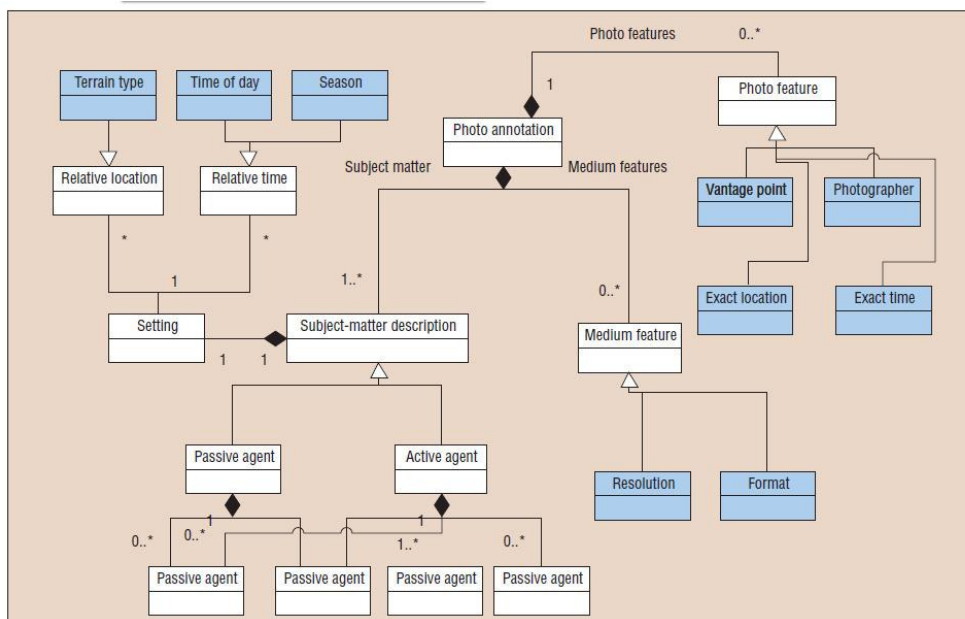 Photo features
0..*
Terrain type
Time of day
Season
Photo feature
1
Photo annotation
Subject matter
Medium features
Relative location
Relative time
Vantage point
Photographer
*
*
1
1..*
0..*
Exact location
Exact time
Setting
Subject-matter description
Medium feature
1
1
Passive agent
Active agent
Resolution
Format
1
1
0..*
0..*
1..*
0..*
Passive agent
Passive agent
Passive agent
Passive agent